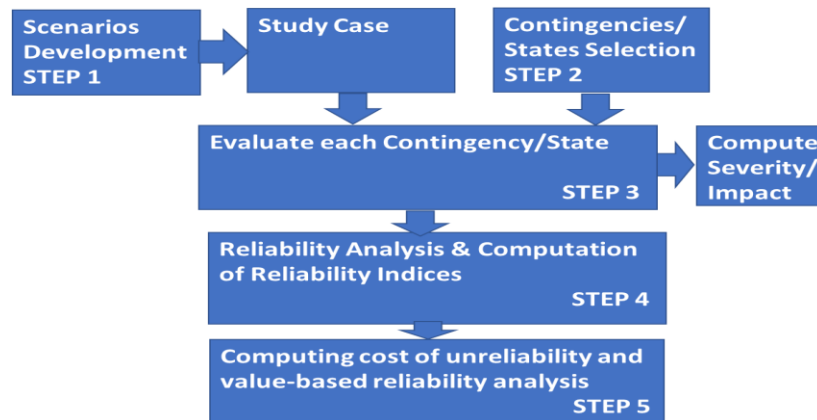 Scenarios
Development
STEP 1
Study Case
Contingencies/
States Selection
STEP 2
Evaluate each Contingency/State
STEP 3
Compute
Severity/
Impact
Reliability Analysis & Computation
of Reliability Indices
STEP 4
Computing cost of unreliability and
value-based reliability analysis
STEP 5